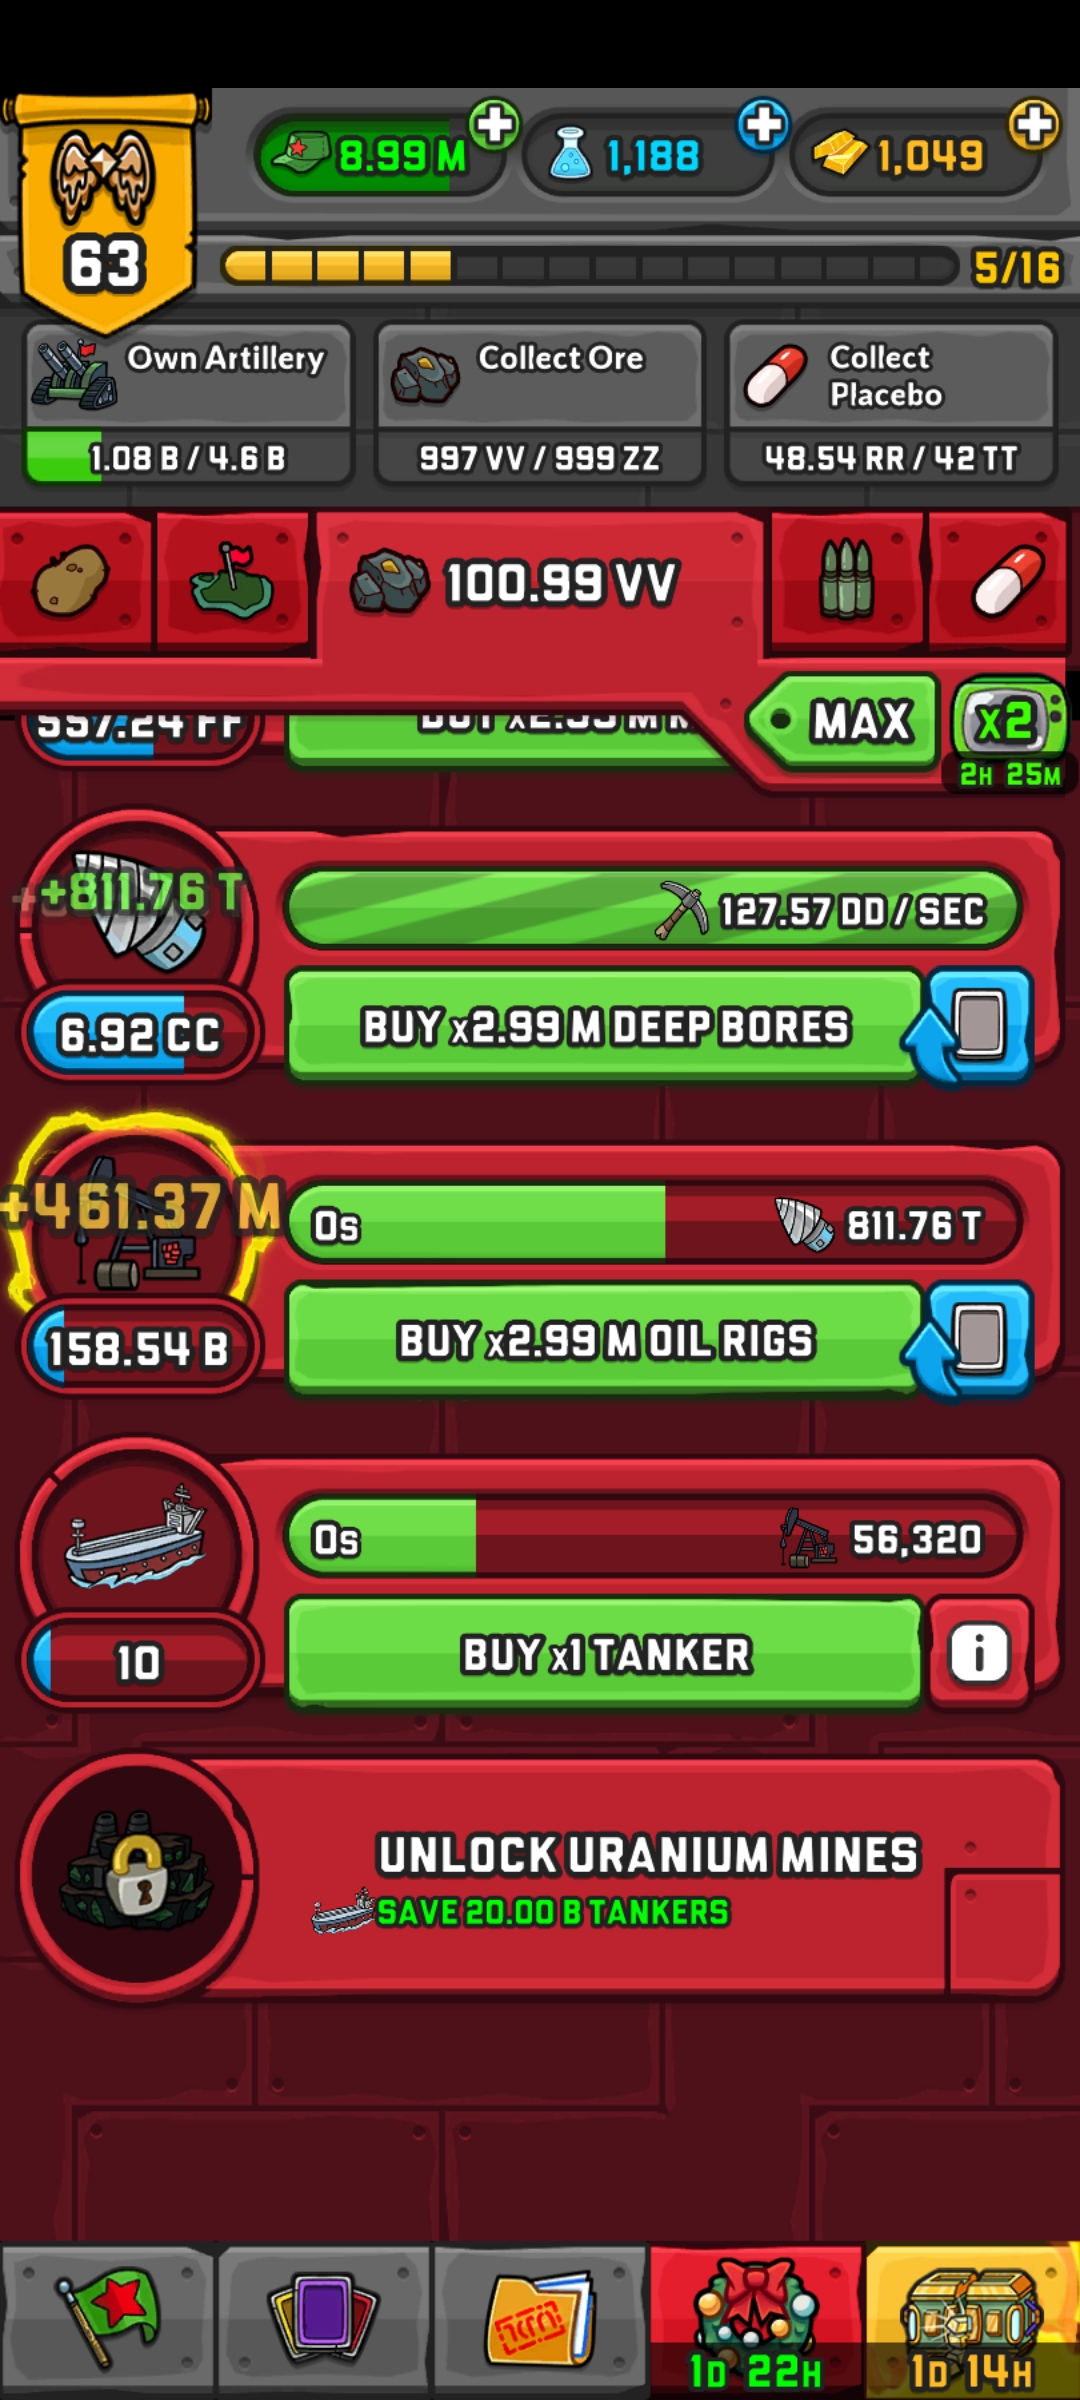 8.99 M
1,188
1,049
63
5/16
Own Artillery
1.08 B / 4.6 B
Collect Ore
997 VV / 999 ZZ
Collect
Placebo
48.54 RR / 42 TT
100.99 VV
MAX
x2
2H 25M
557.24 FF
+811.76 T
127.57 DD / SEC
6.92 CC
BUY x2.99 M DEEP BORES
+461.37 M
0s
811.76 T
158.54 B
BUY x2.99 M OIL RIGS
0s
56,320
10
BUY x1 TANKER
i
UNLOCK URANIUM MINES
SAVE 20.00 B TANKERS
1D 22H
1D 14H